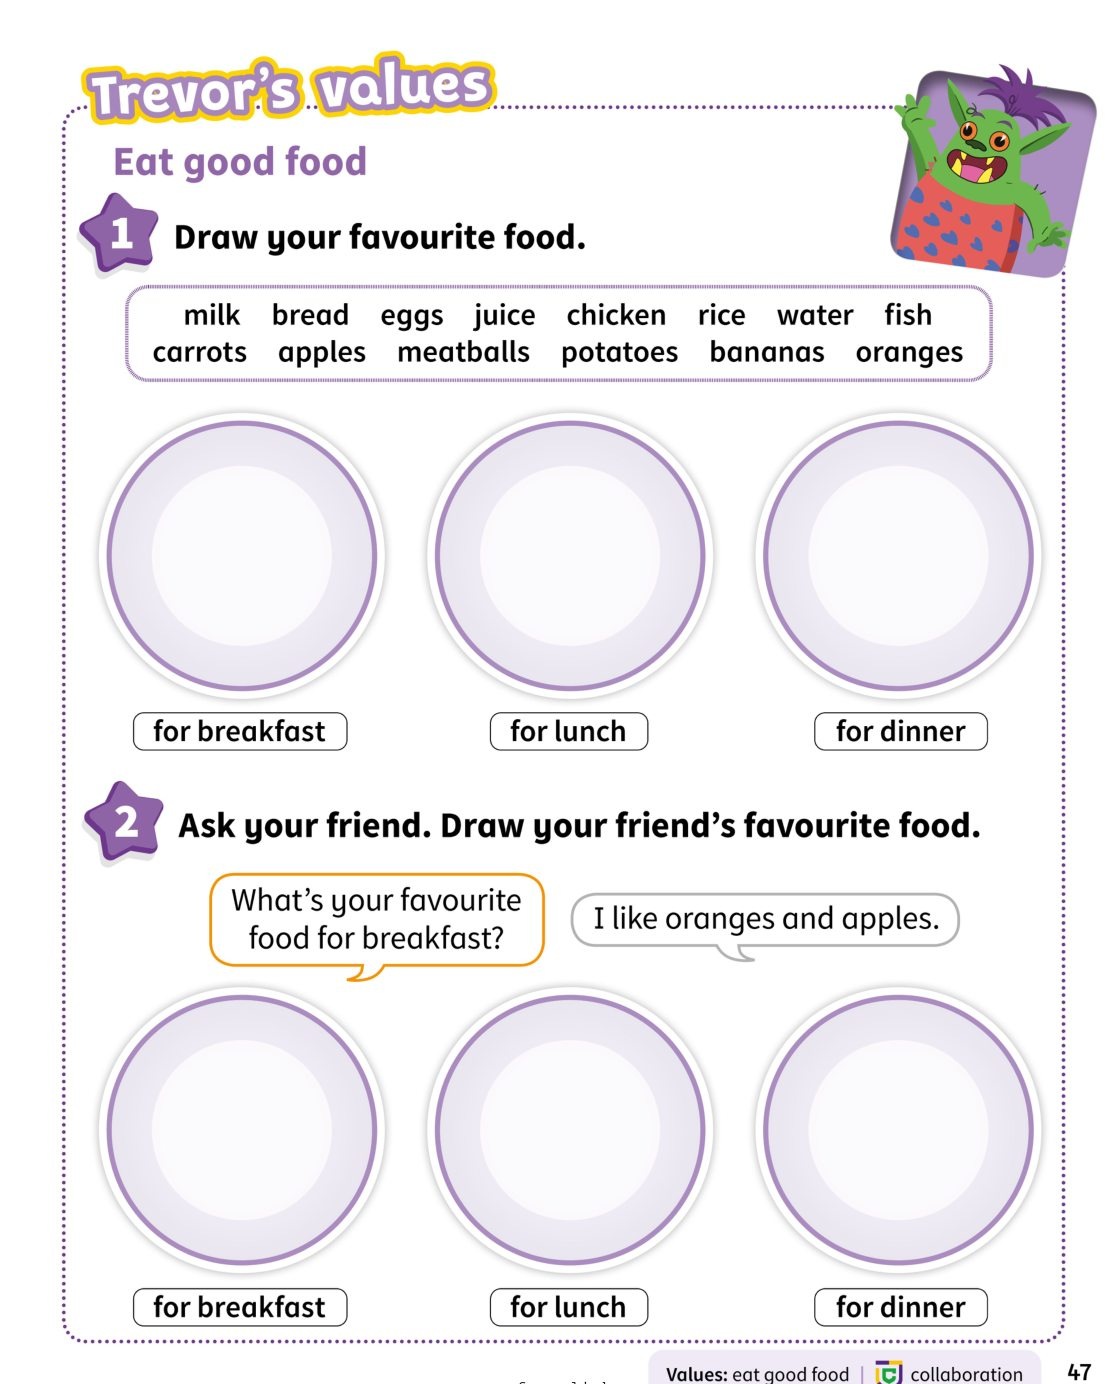 Trevor's values
Eat good food
1 Draw your favourite food.
milk bread eggs juice chicken rice water fish
carrots apples meatballs potatoes bananas oranges
for breakfast for lunch for dinner
2 Ask your friend. Draw your friend's favourite food.
What's your favourite
food for breakfast?
I like oranges and apples.
for breakfast for lunch for dinner
Values: eat good food | collaboration 47